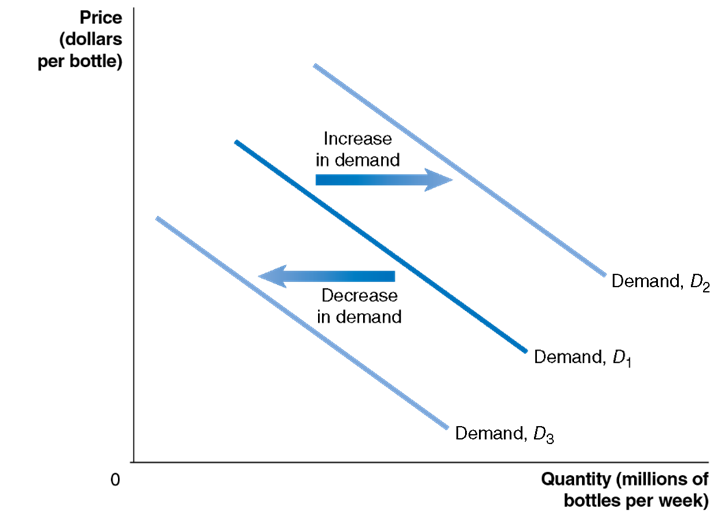 Price
(dollars
per bottle)
Increase
in demand
Demand, D2
Decrease
in demand
Demand, D1
Demand, D3
0
Quantity (millions of
bottles per week)